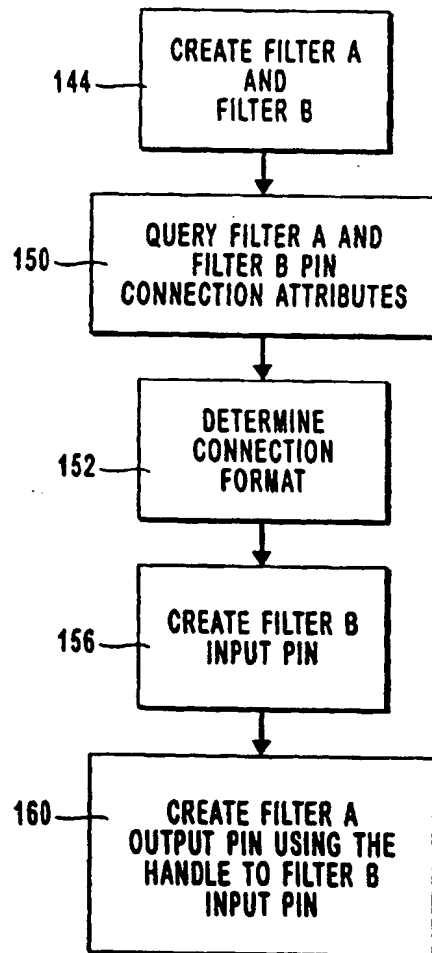 144
CREATE FILTER A
AND
FILTER B
150
QUERY FILTER A AND
FILTER B PIN
CONNECTION ATTRIBUTES
152
DETERMINE
CONNECTION
FORMAT
156
CREATE FILTER B
INPUT PIN
160
CREATE FILTER A
OUTPUT PIN USING THE
HANDLE TO FILTER B
INPUT PIN